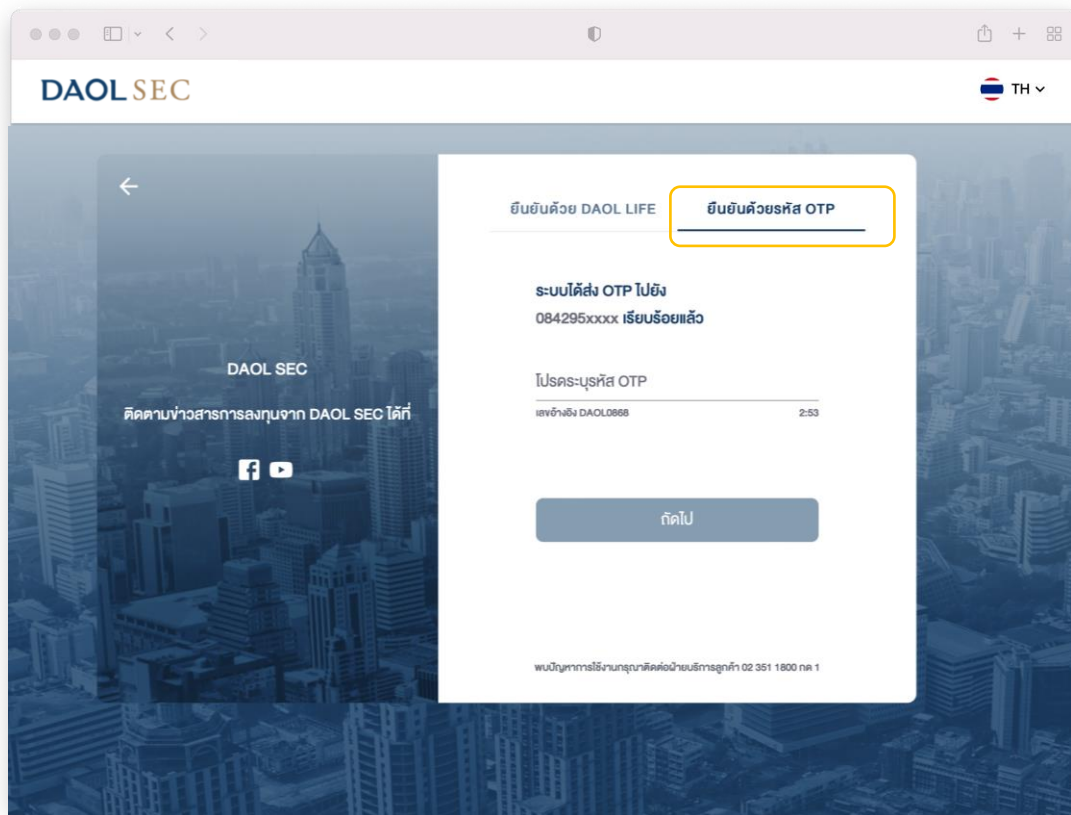 DAOL SEC
TH
ยืนยันด้วย DAOL LIFE
ยืนยันด้วยรหัส OTP
ระบบได้ส่ง OTP ไปยัง
084295xxxx เรียบร้อยแล้ว
โปรดระบุรหัส OTP
เลขอ้างอิง DAOL0868 2:53
ถัดไป
พบปัญหาการใช้งานกรุณาติดต่อฝ่ายบริการลูกค้า 02 351 1800 กด 1
DAOL SEC
ติดตามข่าวสารการลงทุนจาก DAOL SEC ได้ที่